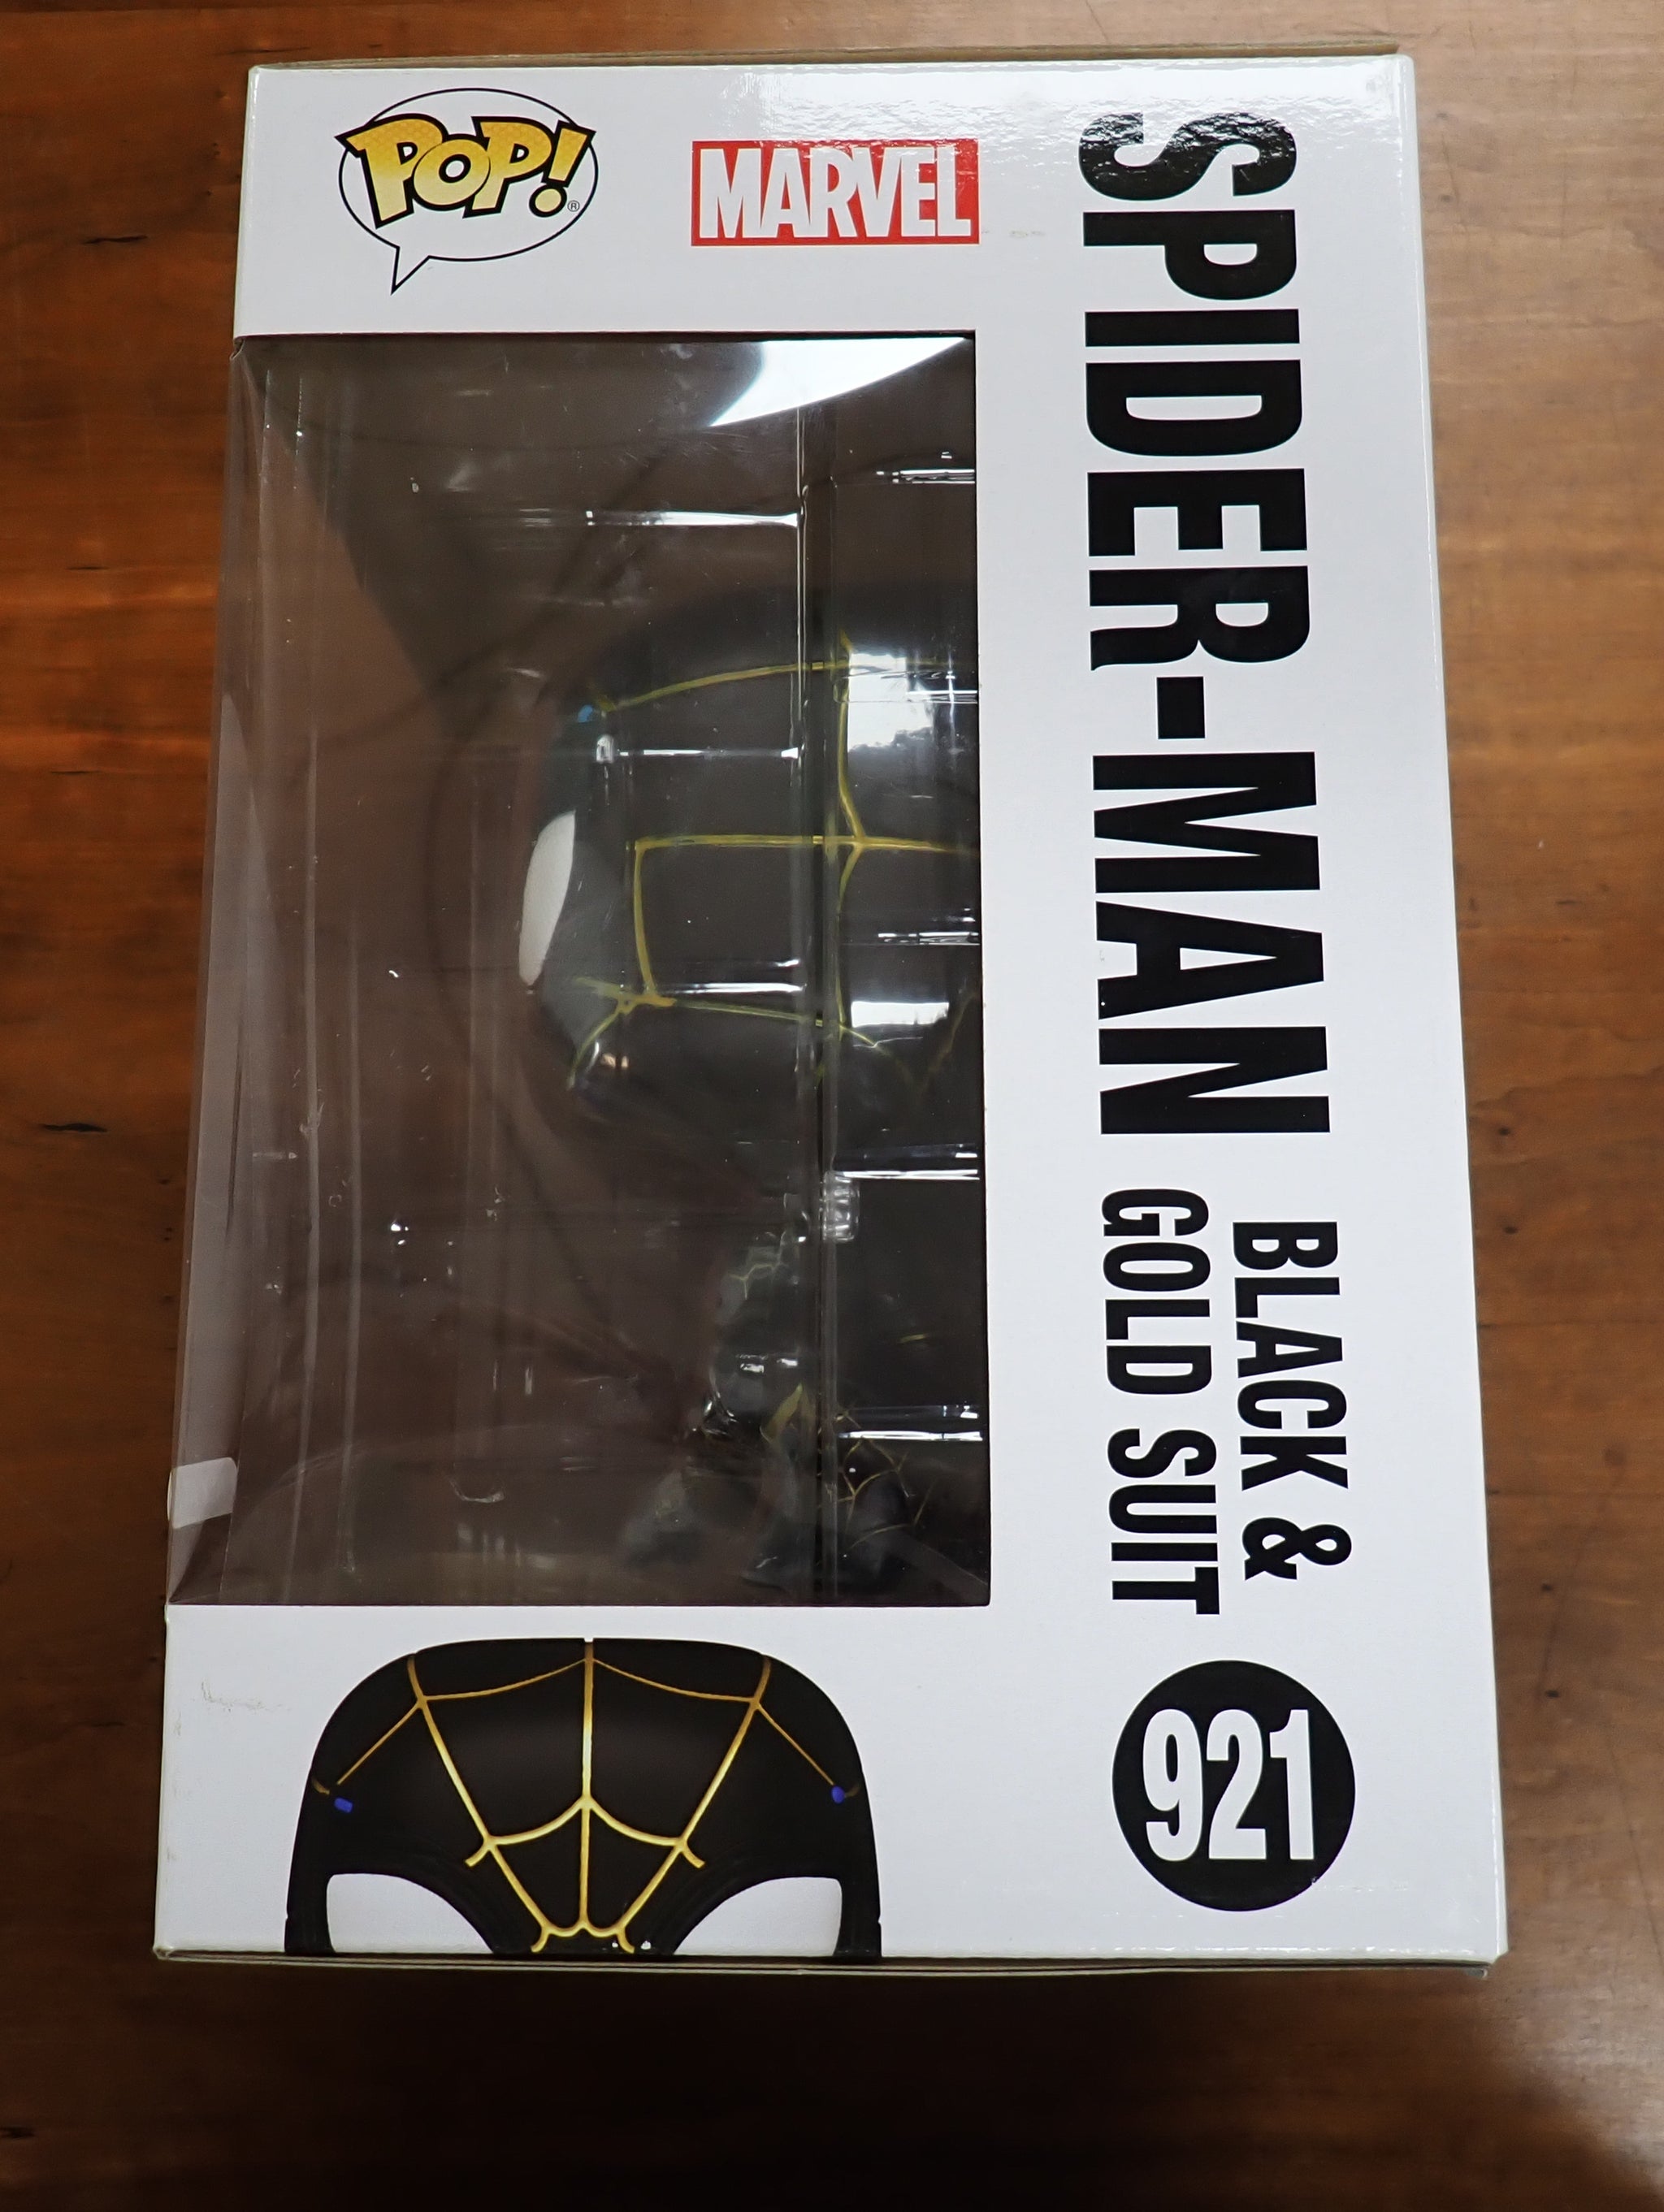 POP!®
MARVEL
SPIDER-MAN
BLACK &
GOLD SUIT
921